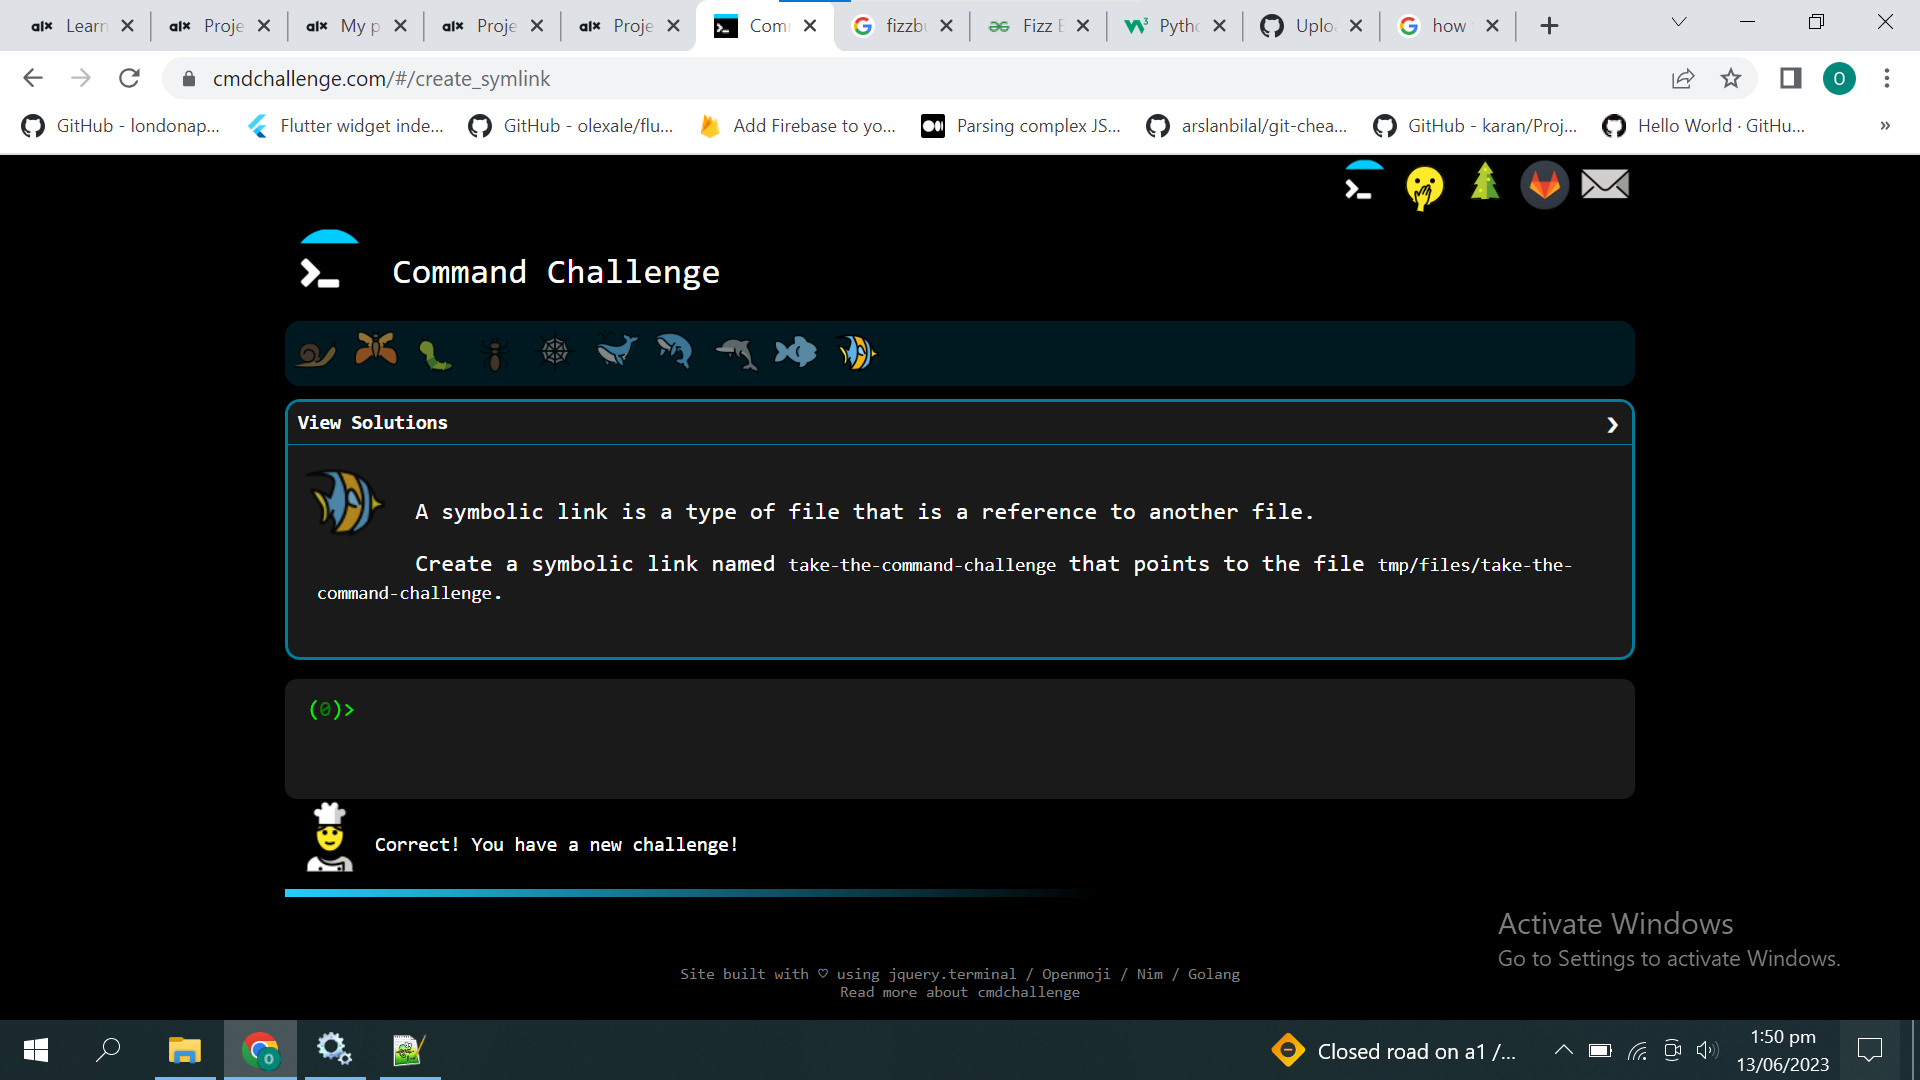 alx Learn
alx Proje
alx My p
alx Proje
alx Proje
Com
fizzbu
Fizz E
Pytho
Uplo
how
cmdchallenge.com/#/create_symlink
O
GitHub - londonap...
Flutter widget inde...
GitHub - olexale/flu...
Add Firebase to yo...
Parsing complex JS...
arslanbilal/git-chea...
GitHub - karan/Proj...
Hello World · GitHu...
»
Command Challenge
View Solutions
A symbolic link is a type of file that is a reference to another file.
Create a symbolic link named take-the-command-challenge that points to the file tmp/files/take-the-
command-challenge.
(0)>
Correct! You have a new challenge!
Activate Windows
Go to Settings to activate Windows.
Site built with ♡ using jquery.terminal / Openmoji / Nim / Golang
Read more about cmdchallenge
Closed road on a1 /...
1:50 pm
13/06/2023